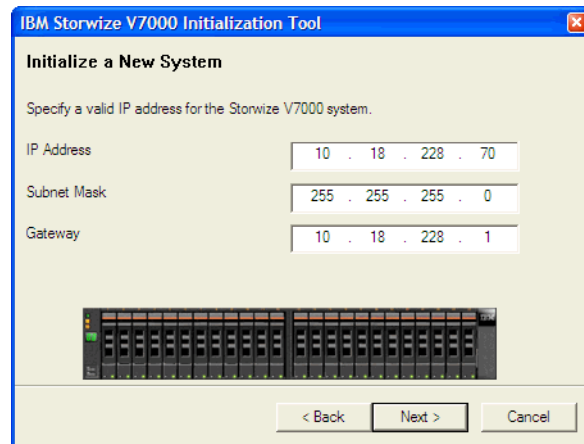 IBM Storwize V7000 Initialization Tool
Initialize a New System
Specify a valid IP address for the Storwize V7000 system.
IP Address 10 . 18 . 228 . 70
Subnet Mask 255 . 255 . 255 . 0
Gateway 10 . 18 . 228 . 1
< Back Next > Cancel